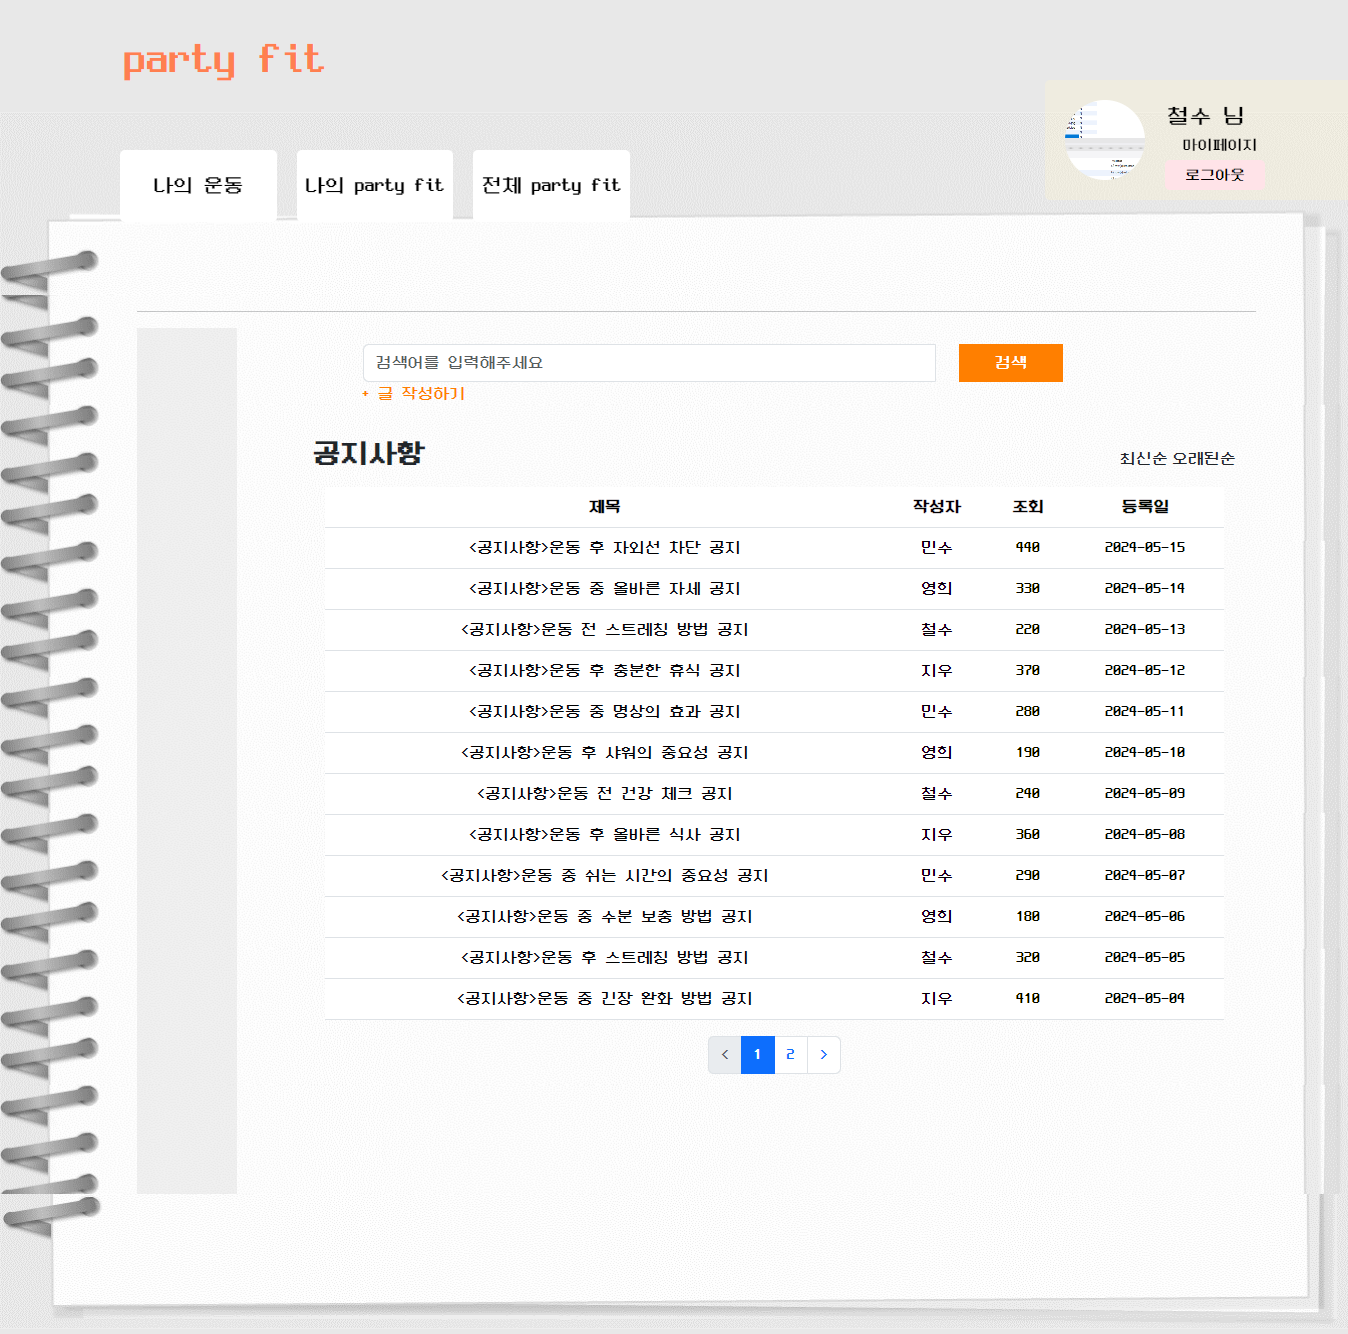 party fit
철수 님
마이페이지
로그아웃
나의 운동
나의 party fit
전체 party fit
검색어를 입력해주세요
검색
+ 글 작성하기
공지사항
최신순 오래된순
제목 작성자 조회 등록일
<공지사항>운동 후 자외선 차단 공지 민수 440 2024-05-15
<공지사항>운동 중 올바른 자세 공지 영희 330 2024-05-14
<공지사항>운동 전 스트레칭 방법 공지 철수 220 2024-05-13
<공지사항>운동 후 충분한 휴식 공지 지우 370 2024-05-12
<공지사항>운동 중 명상의 효과 공지 민수 280 2024-05-11
<공지사항>운동 후 샤워의 중요성 공지 영희 190 2024-05-10
<공지사항>운동 전 건강 체크 공지 철수 240 2024-05-09
<공지사항>운동 후 올바른 식사 공지 지우 360 2024-05-08
<공지사항>운동 중 쉬는 시간의 중요성 공지 민수 290 2024-05-07
<공지사항>운동 중 수분 보충 방법 공지 영희 180 2024-05-06
<공지사항>운동 후 스트레칭 방법 공지 철수 320 2024-05-05
<공지사항>운동 중 긴장 완화 방법 공지 지우 410 2024-05-04
< 1 2 >